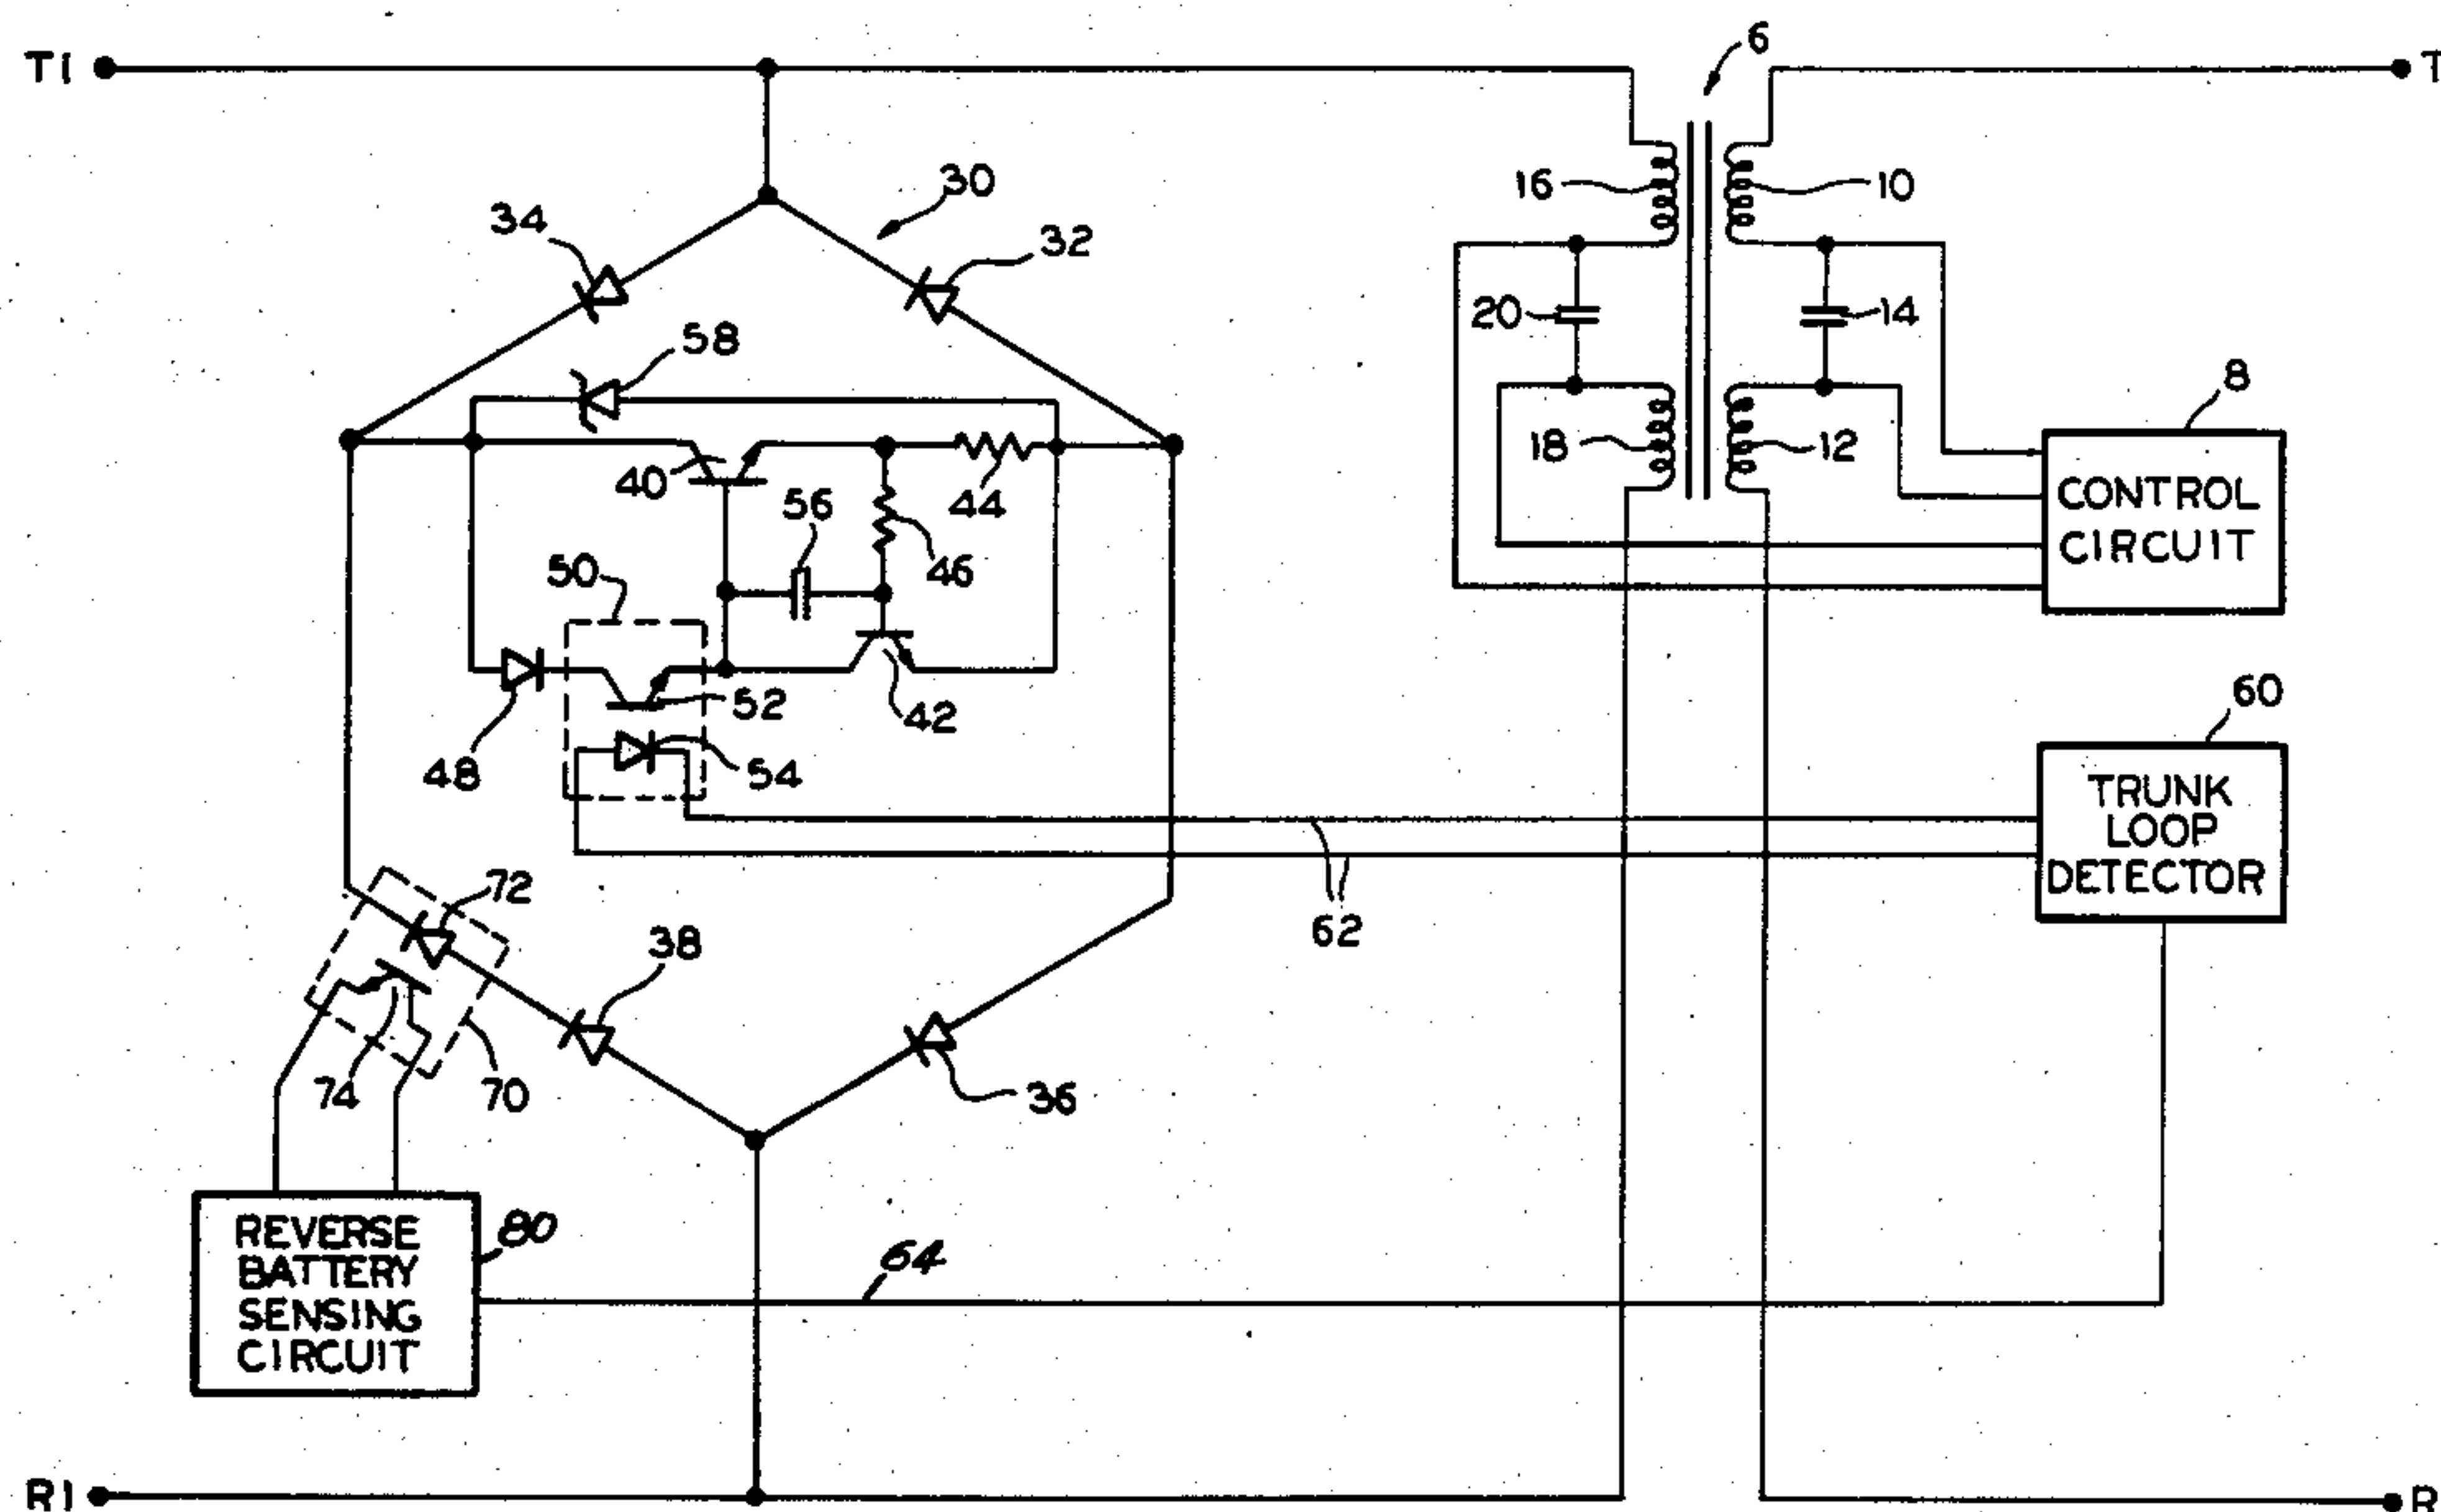 6
T1
T
30
34
16
10
32
20
14
58
8
18
12
40
44
56
CONTROL
CIRCUIT
46
50
60
52
42
48
54
TRUNK
LOOP
DETECTOR
72
62
38
74
70
36
REVERSE
BATTERY
SENSING
CIRCUIT
80
64
R1
R